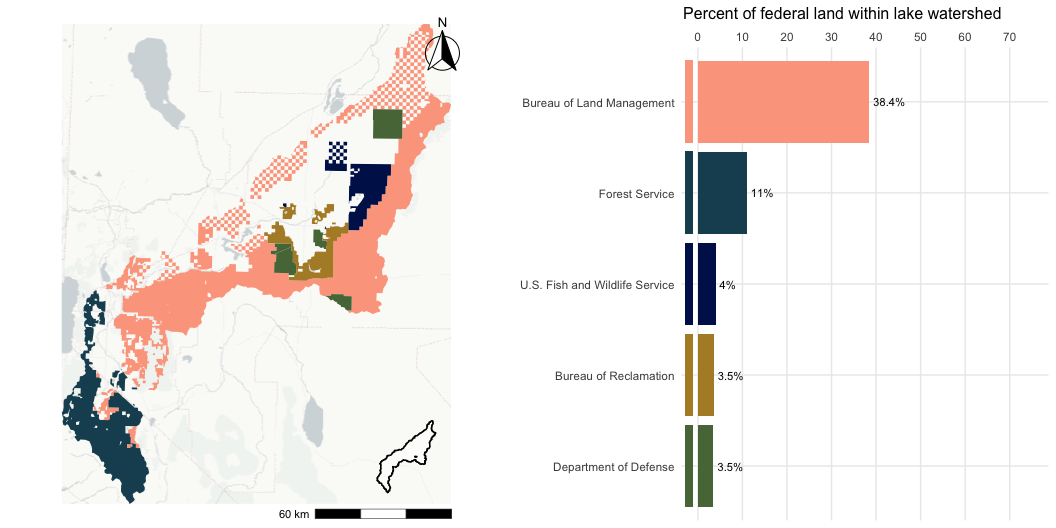 N
60 km
Percent of federal land within lake watershed
0 10 20 30 40 50 60 70
Bureau of Land Management 38.4%
Forest Service 11%
U.S. Fish and Wildlife Service 4%
Bureau of Reclamation 3.5%
Department of Defense 3.5%